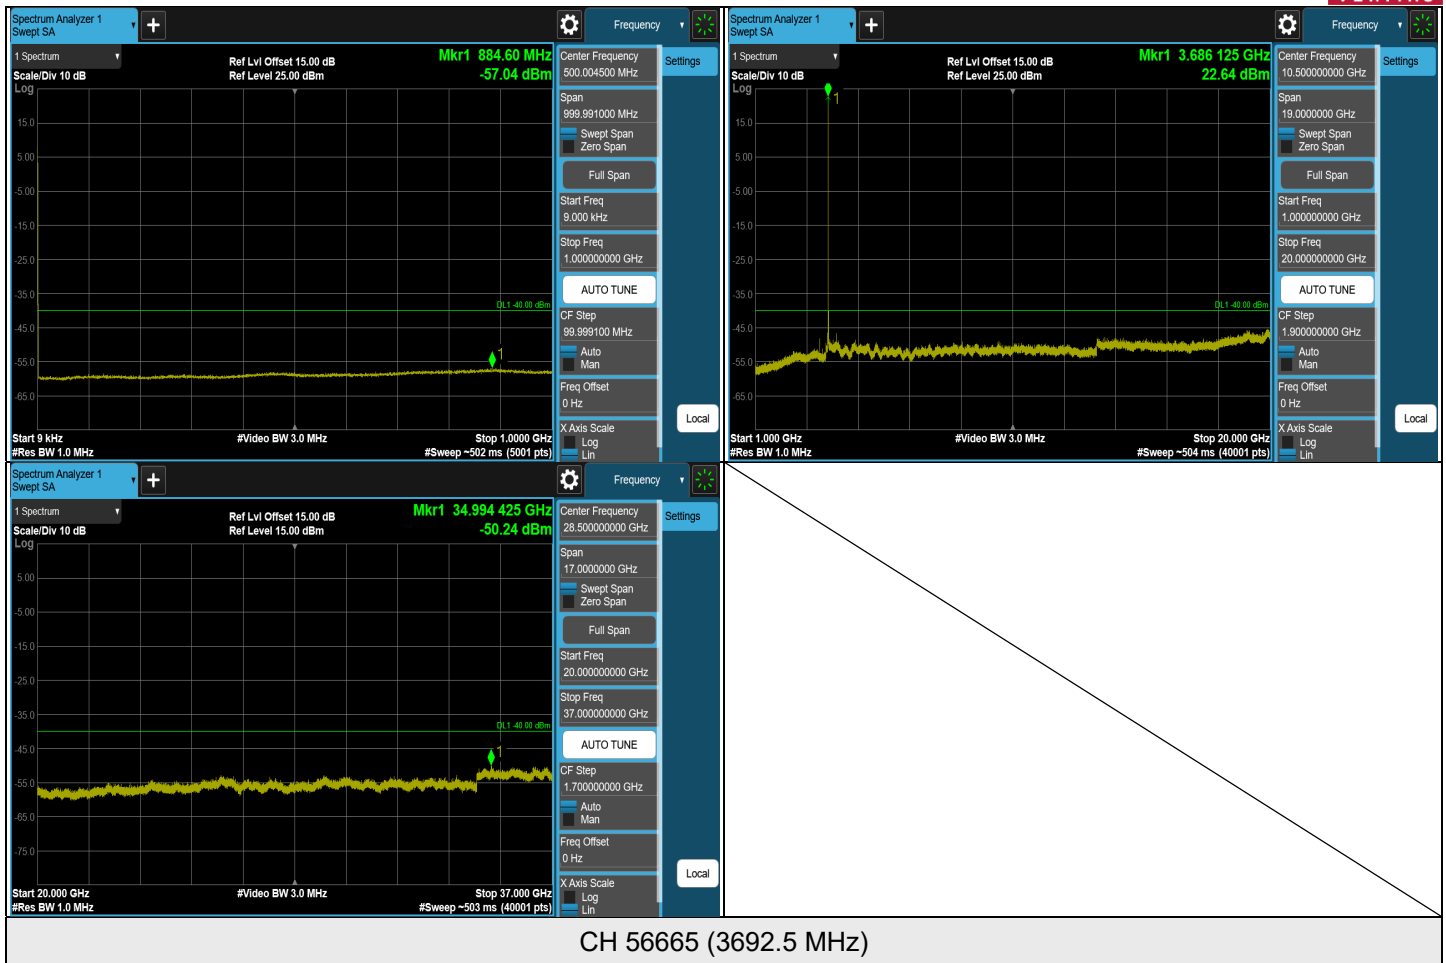 Spectrum Analyzer 1
Swept SA
+
Frequency
1 Spectrum
Scale/Div 10 dB
Log
Ref Lvl Offset 15.00 dB
Ref Level 25.00 dBm
Mkr1 884.60 MHz
-57.04 dBm
15.0
5.00
-5.00
-15.0
-25.0
-35.0
-45.0
-55.0
-65.0
DL1 -40.00 dBm
1
Start 9 kHz
#Res BW 1.0 MHz
#Video BW 3.0 MHz
Stop 1.0000 GHz
#Sweep ~502 ms (5001 pts)
Center Frequency
500.004500 MHz
Span
999.991000 MHz
Swept Span
Zero Span
Full Span
Start Freq
9.000 kHz
Stop Freq
1.000000000 GHz
AUTO TUNE
CF Step
99.999100 MHz
Auto
Man
Freq Offset
0 Hz
X Axis Scale
Log
Lin
Settings
Local
Spectrum Analyzer 1
Swept SA
+
Frequency
1 Spectrum
Scale/Div 10 dB
Log
Ref Lvl Offset 15.00 dB
Ref Level 25.00 dBm
Mkr1 3.686 125 GHz
22.64 dBm
15.0
5.00
-5.00
-15.0
-25.0
-35.0
-45.0
-55.0
-65.0
DL1 -40.00 dBm
1
Start 1.000 GHz
#Res BW 1.0 MHz
#Video BW 3.0 MHz
Stop 20.000 GHz
#Sweep ~504 ms (40001 pts)
Center Frequency
10.500000000 GHz
Span
19.0000000 GHz
Swept Span
Zero Span
Full Span
Start Freq
1.000000000 GHz
Stop Freq
20.000000000 GHz
AUTO TUNE
CF Step
1.900000000 GHz
Auto
Man
Freq Offset
0 Hz
X Axis Scale
Log
Lin
Settings
Local
Spectrum Analyzer 1
Swept SA
+
Frequency
1 Spectrum
Scale/Div 10 dB
Log
Ref Lvl Offset 15.00 dB
Ref Level 15.00 dBm
Mkr1 34.994 425 GHz
-50.24 dBm
5.00
-5.00
-15.0
-25.0
-35.0
-45.0
-55.0
-65.0
-75.0
DL1 -40.00 dBm
1
Start 20.000 GHz
#Res BW 1.0 MHz
#Video BW 3.0 MHz
Stop 37.000 GHz
#Sweep ~503 ms (40001 pts)
Center Frequency
28.500000000 GHz
Span
17.0000000 GHz
Swept Span
Zero Span
Full Span
Start Freq
20.000000000 GHz
Stop Freq
37.000000000 GHz
AUTO TUNE
CF Step
1.700000000 GHz
Auto
Man
Freq Offset
0 Hz
X Axis Scale
Log
Lin
Settings
Local
CH 56665 (3692.5 MHz)